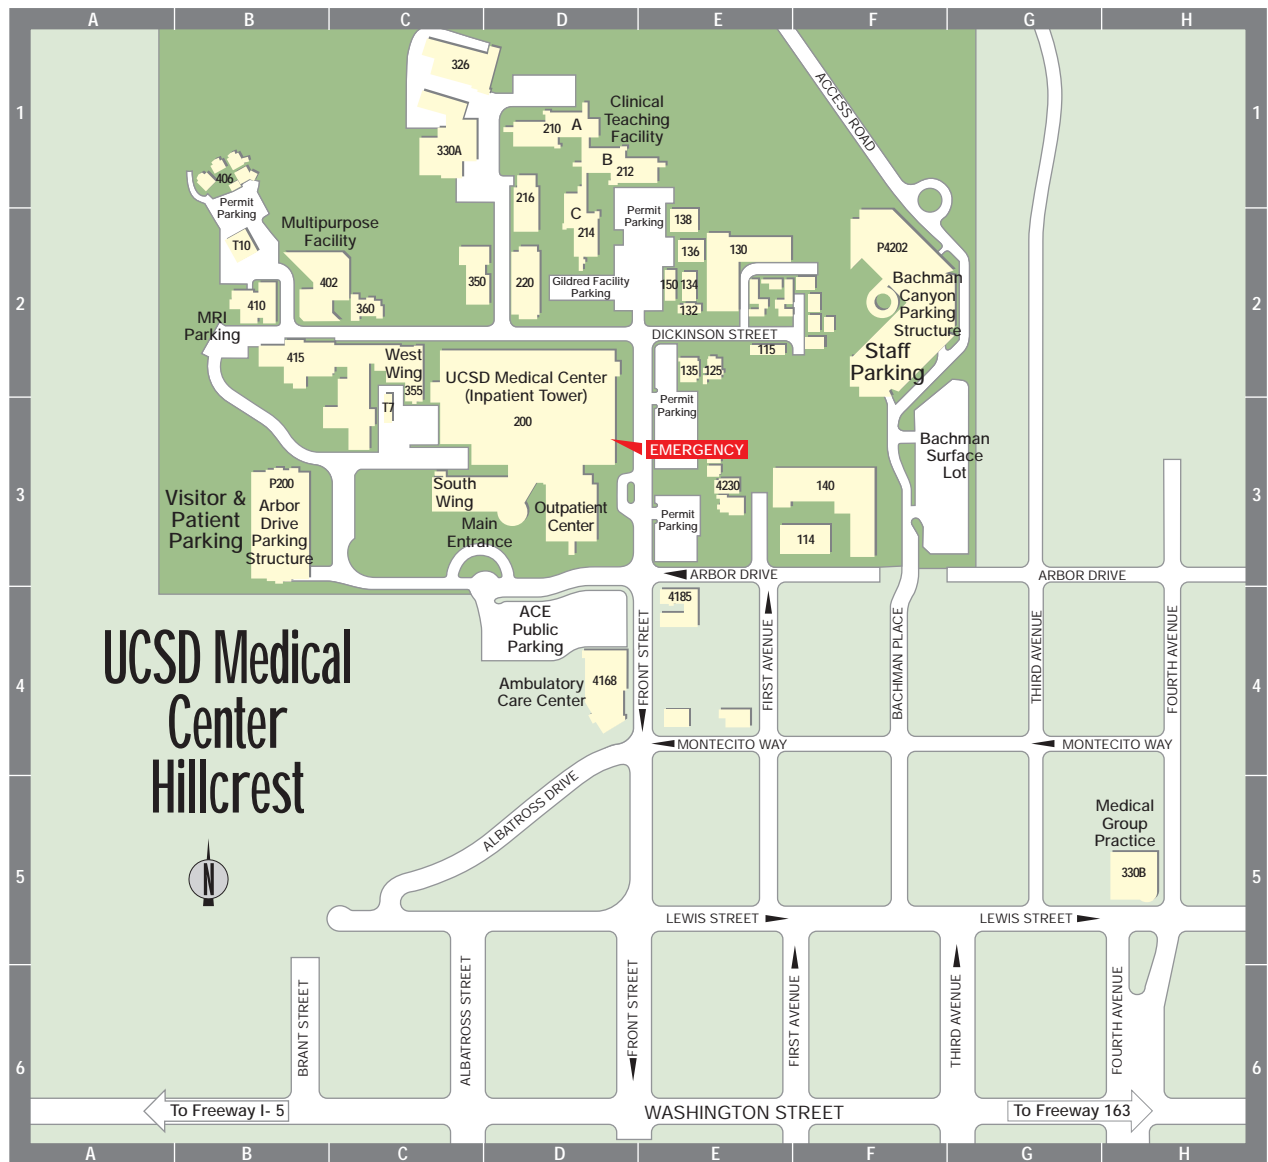 A B C D E F G H
1
1
326
Clinical
Teaching
Facility
210 A
B
212
330A
ACCESS ROAD
406
Permit
Parking
T10
Multipurpose
Facility
216
C
214
Permit
Parking
138
136
130
P4202
402
350
220
Gildred Facility
Parking
150
134
132
2
2
410
360
MRI
Parking
Bachman
Canyon
Parking
Structure
DICKINSON STREET
415
West
Wing
355
T7
UCSD Medical Center
(Inpatient Tower)
200
115
135
125
Staff
Parking
Permit
Parking
EMERGENCY
Bachman
Surface
Lot
3
3
Visitor &
Patient
Parking
P200
Arbor
Drive
Parking
Structure
South
Wing
Main
Entrance
Outpatient
Center
4230
Permit
Parking
140
114
ARBOR DRIVE
ARBOR DRIVE
4185
ACE
Public
Parking
FRONT STREET
FIRST AVENUE
BACHMAN PLACE
THIRD AVENUE
FOURTH AVENUE
UCSD Medical
Center
Hillcrest
4
4
Ambulatory
Care Center
4168
MONTECITO WAY
MONTECITO WAY
ALBATROSS DRIVE
Medical
Group
Practice
330B
N
5
5
LEWIS STREET
LEWIS STREET
BRANT STREET
ALBATROSS STREET
FRONT STREET
FIRST AVENUE
THIRD AVENUE
FOURTH AVENUE
6
6
To Freeway I- 5
WASHINGTON STREET
To Freeway 163
A B C D E F G H